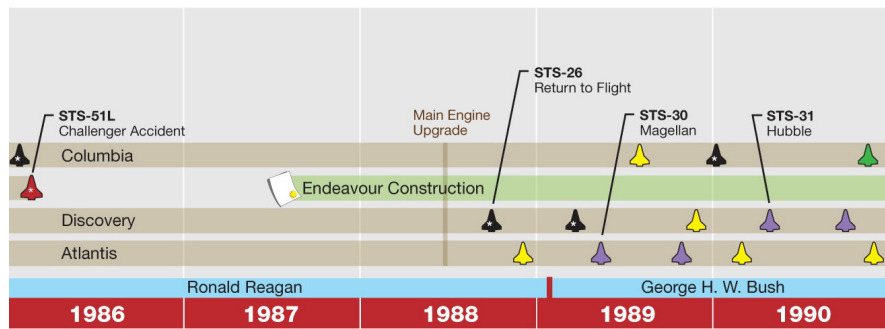 STS-26
Return to Flight
STS-51L
Challenger Accident
Main Engine
Upgrade
STS-30
Magellan
STS-31
Hubble
Columbia
Endeavour Construction
Discovery
Atlantis
Ronald Reagan
George H. W. Bush
1986
1987
1988
1989
1990